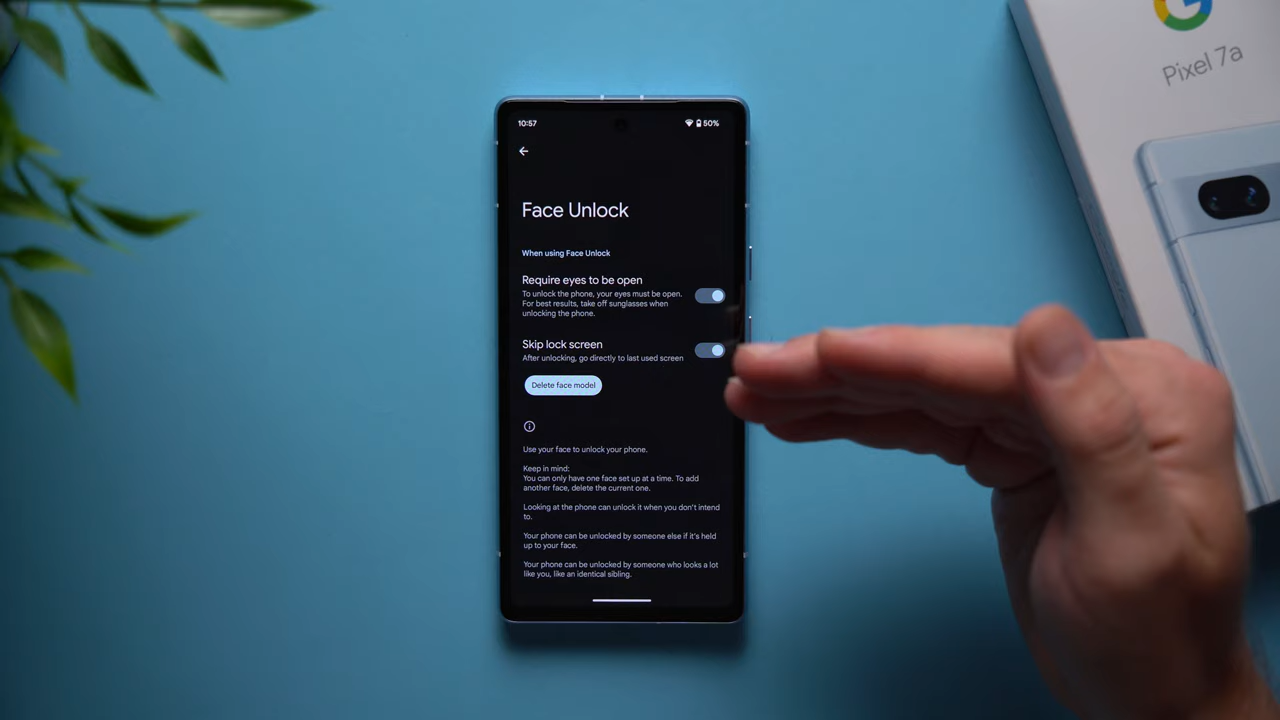 Pixel 7a
10:57
50%
Face Unlock
When using Face Unlock
Require eyes to be open
To unlock the phone, your eyes must be open.
For best results, take off sunglasses when
unlocking the phone.
Skip lock screen
After unlocking, go directly to last used screen
Delete face model
Use your face to unlock your phone.
Keep in mind:
You can only have one face set up at a time. To add
another face, delete the current one.
Looking at the phone can unlock it when you don't intend
to.
Your phone can be unlocked by someone else if it's held
up to your face.
Your phone can be unlocked by someone who looks a lot
like you, like an identical sibling.